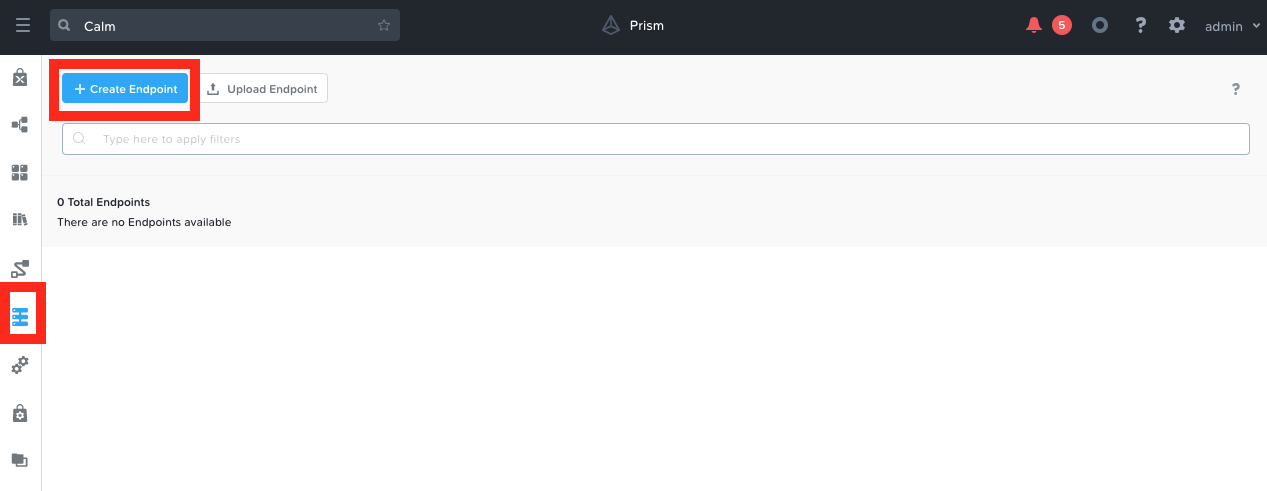 Calm
Prism
5
?
admin
+ Create Endpoint
Upload Endpoint
?
Type here to apply filters
0 Total Endpoints
There are no Endpoints available